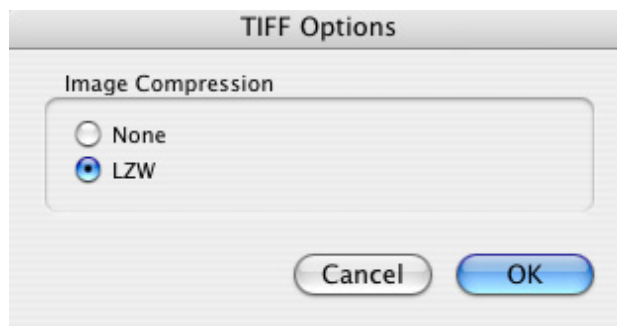 TIFF Options
Image Compression
None
LZW
Cancel
OK